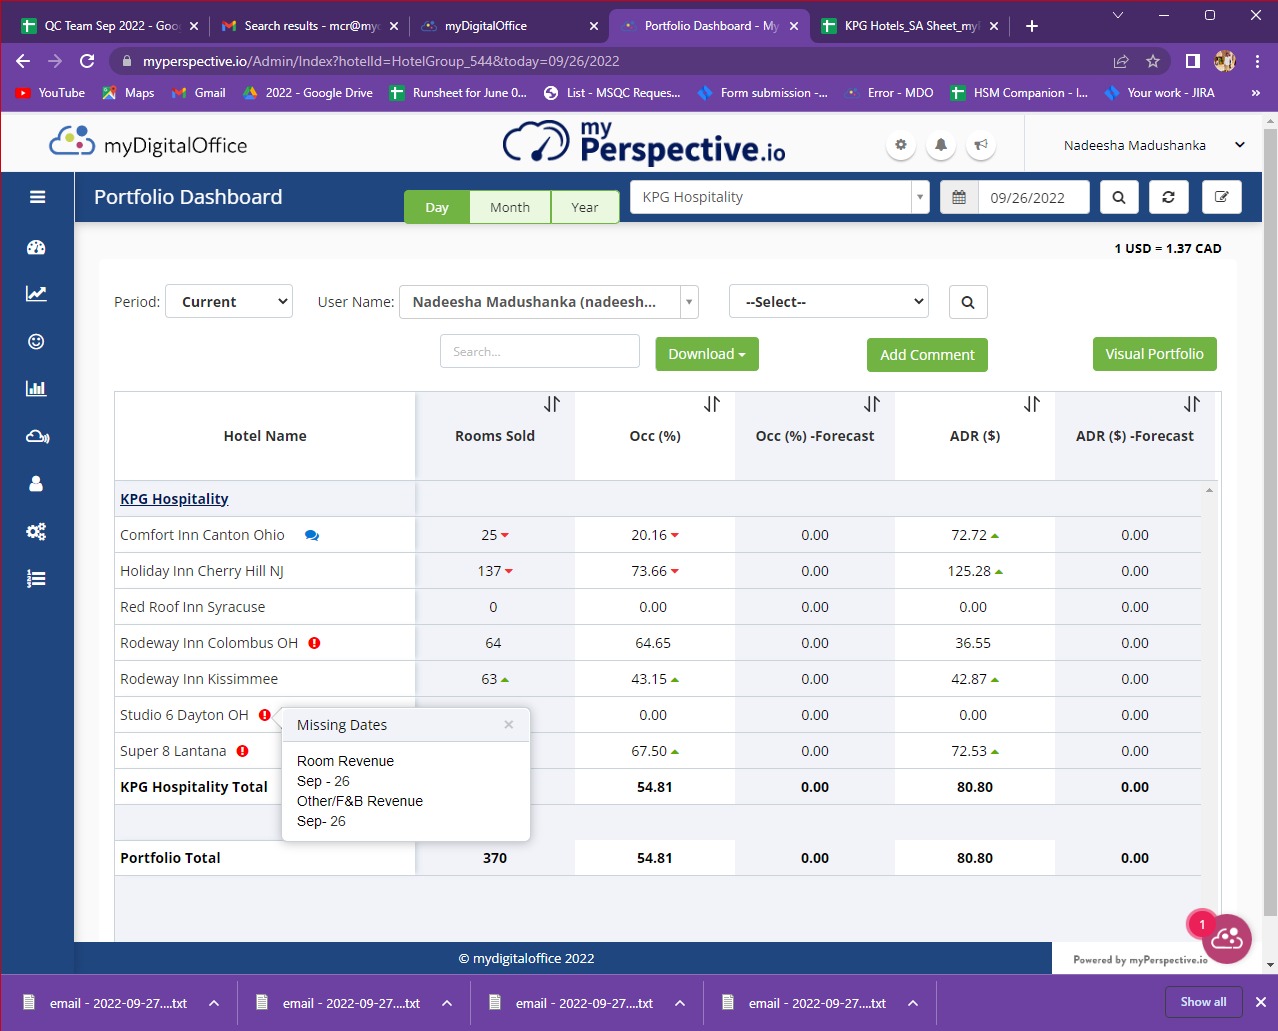 QC Team Sep 2022 - Goo
Search results - mcr@myd
myDigitalOffice
Portfolio Dashboard - My
KPG Hotels_SA Sheet_myP
myperspective.io/Admin/Index?hotelId=HotelGroup_544&today=09/26/2022
YouTube
Maps
Gmail
2022 - Google Drive
Runsheet for June 0...
List - MSQC Reques...
Form submission -...
Error - MDO
HSM Companion - I...
Your work - JIRA
»
myDigitalOffice
my
Perspective.io
Nadeesha Madushanka
Portfolio Dashboard
Day
Month
Year
KPG Hospitality
09/26/2022
1 USD = 1.37 CAD
Period:
Current
User Name:
Nadeesha Madushanka (nadeesh...
--Select--
Search...
Download
Add Comment
Visual Portfolio
Hotel Name
Rooms Sold
Occ (%)
Occ (%) -Forecast
ADR ($)
ADR ($) -Forecast
KPG Hospitality
Comfort Inn Canton Ohio 25 20.16 0.00 72.72 0.00
Holiday Inn Cherry Hill NJ 137 73.66 0.00 125.28 0.00
Red Roof Inn Syracuse 0 0.00 0.00 0.00 0.00
Rodeway Inn Colombus OH 64 64.65 0.00 36.55 0.00
Rodeway Inn Kissimmee 63 43.15 0.00 42.87 0.00
Studio 6 Dayton OH 0.00 0.00 0.00 0.00
Super 8 Lantana 67.50 0.00 72.53 0.00
KPG Hospitality Total 54.81 0.00 80.80 0.00
Missing Dates
×
Room Revenue
Sep - 26
Other/F&B Revenue
Sep- 26
Portfolio Total 370 54.81 0.00 80.80 0.00
1
© mydigitaloffice 2022
Powered by myPerspective.io
email - 2022-09-27....txt
email - 2022-09-27....txt
email - 2022-09-27....txt
email - 2022-09-27....txt
Show all